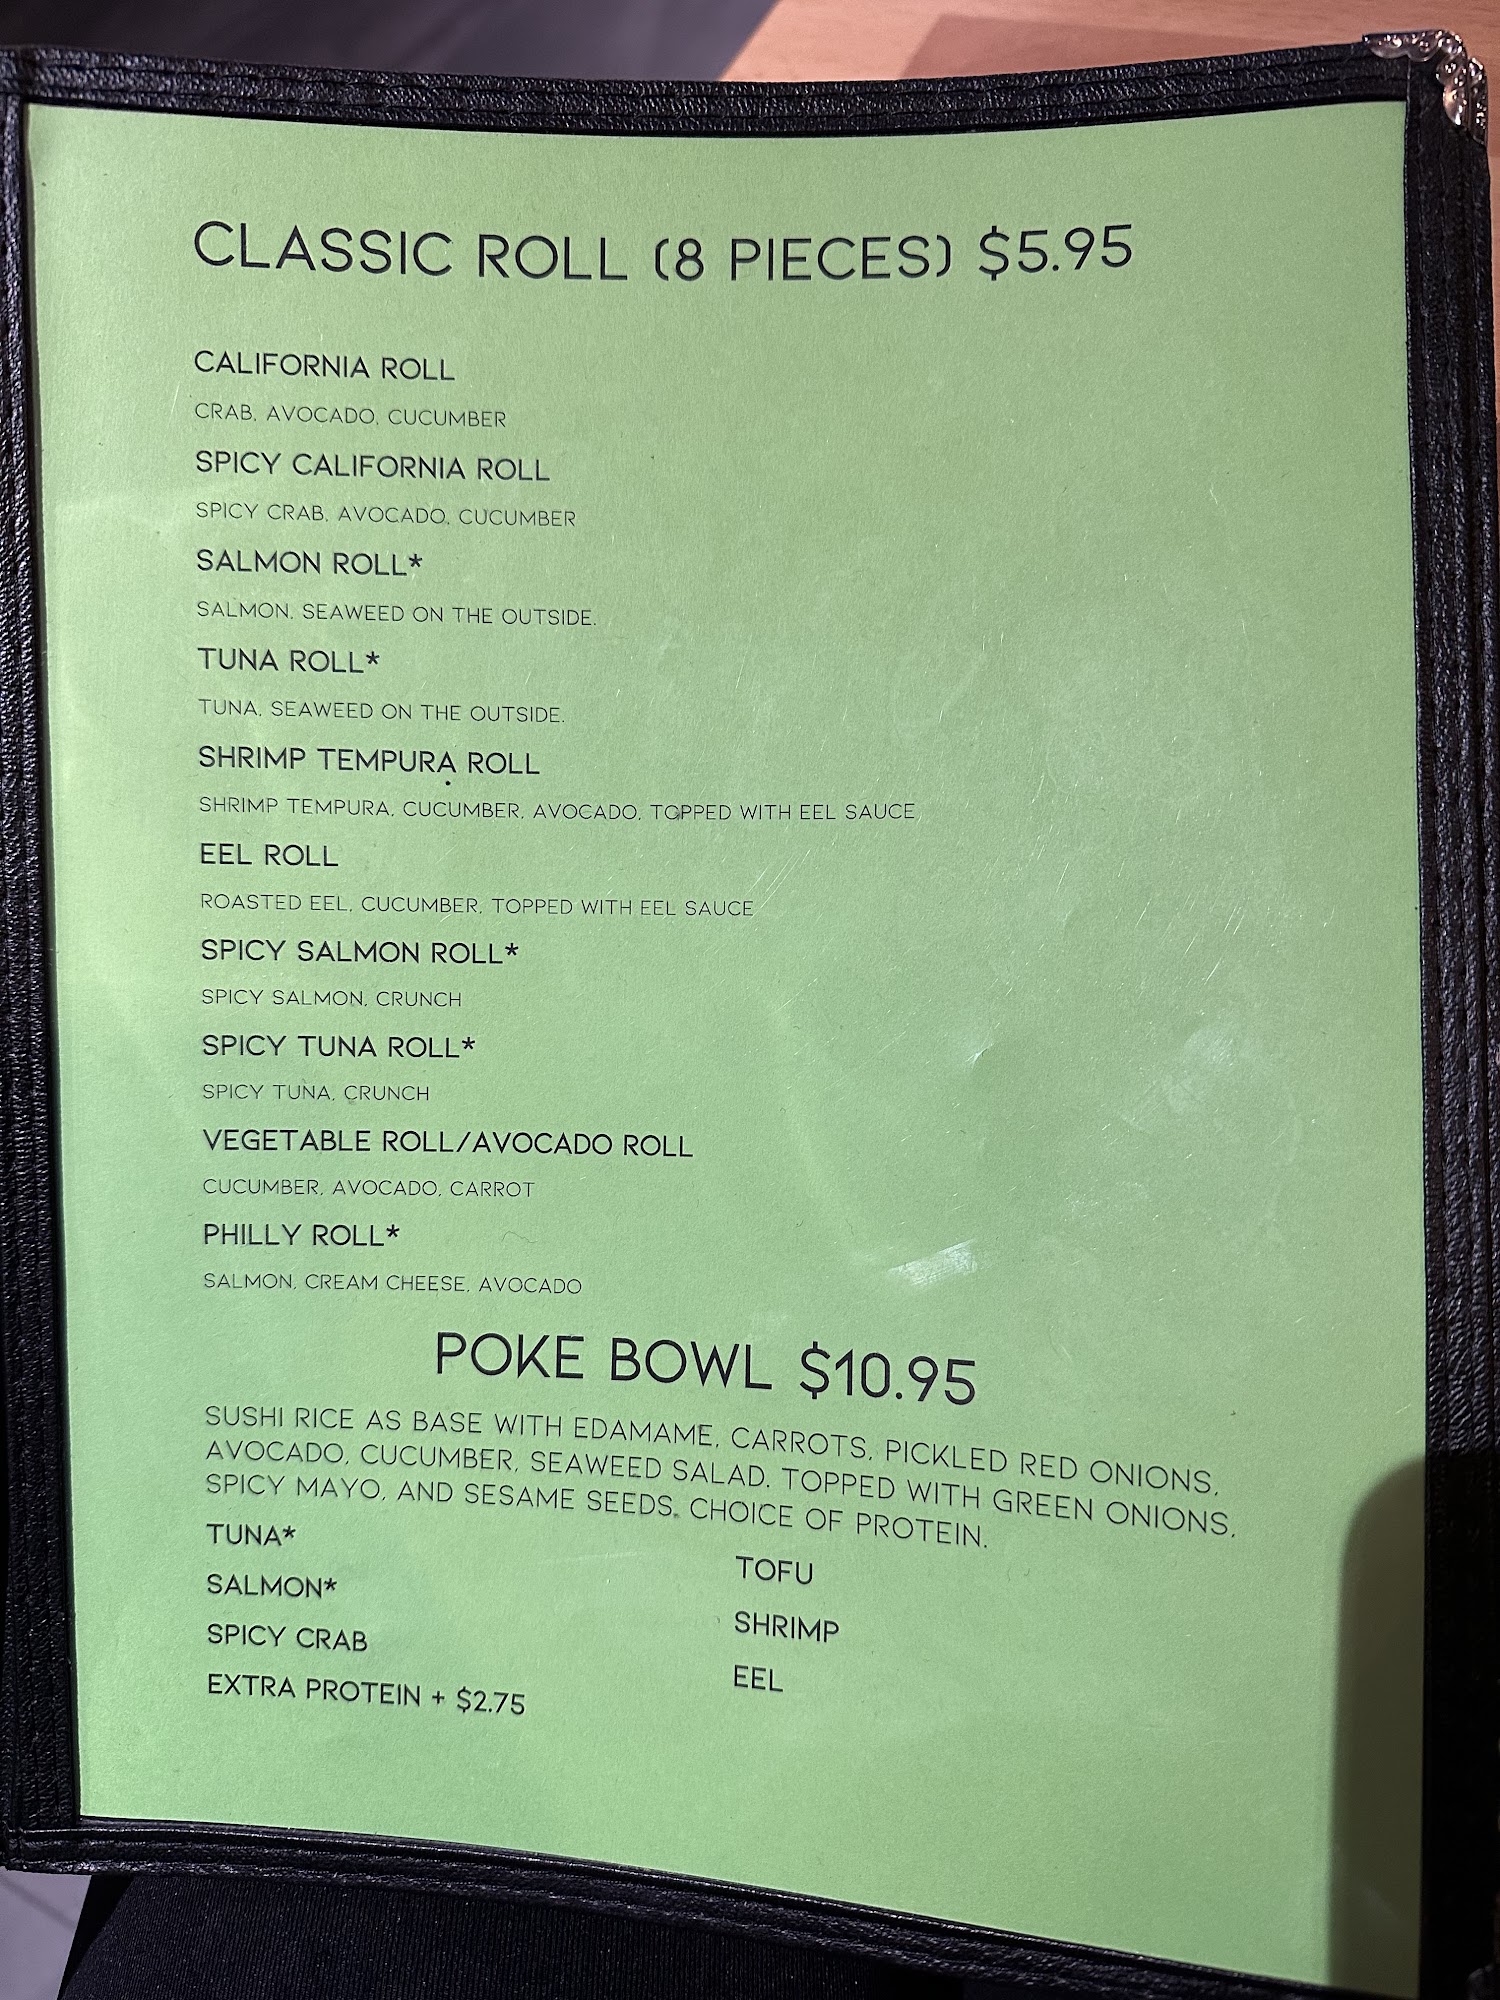 CLASSIC ROLL (8 PIECES) $5.95
CALIFORNIA ROLL
CRAB, AVOCADO, CUCUMBER
SPICY CALIFORNIA ROLL
SPICY CRAB, AVOCADO, CUCUMBER
SALMON ROLL*
SALMON, SEAWEED ON THE OUTSIDE.
TUNA ROLL*
TUNA, SEAWEED ON THE OUTSIDE.
SHRIMP TEMPURA ROLL
SHRIMP TEMPURA, CUCUMBER, AVOCADO, TOPPED WITH EEL SAUCE
EEL ROLL
ROASTED EEL, CUCUMBER, TOPPED WITH EEL SAUCE
SPICY SALMON ROLL*
SPICY SALMON, CRUNCH
SPICY TUNA ROLL*
SPICY TUNA, CRUNCH
VEGETABLE ROLL/AVOCADO ROLL
CUCUMBER, AVOCADO, CARROT
PHILLY ROLL*
SALMON, CREAM CHEESE, AVOCADO
POKE BOWL $10.95
SUSHI RICE AS BASE WITH EDAMAME, CARROTS, PICKLED RED ONIONS,
AVOCADO, CUCUMBER, SEAWEED SALAD. TOPPED WITH GREEN ONIONS,
SPICY MAYO, AND SESAME SEEDS. CHOICE OF PROTEIN.
TUNA*
SALMON*
SPICY CRAB
EXTRA PROTEIN + $2.75
TOFU
SHRIMP
EEL